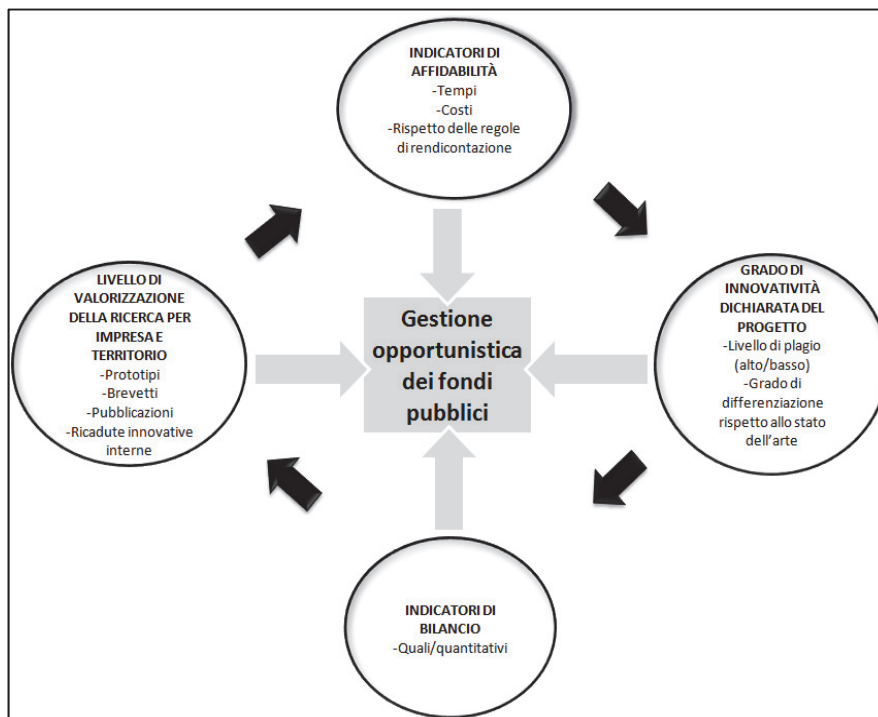 INDICATORI DI
AFFIDABILITÀ
-Tempi
-Costi
-Rispetto delle regole
di rendicontazione
LIVELLO DI
VALORIZZAZIONE
DELLA RICERCA PER
IMPRESA E
TERRITORIO
-Prototipi
-Brevetti
-Pubblicazioni
-Ricadute innovative
interne
Gestione
opportunistica
dei fondi
pubblici
GRADO DI
INNOVATIVITÀ
DICHIARATA DEL
PROGETTO
-Livello di plagio
(alto/basso)
-Grado di
differenziazione
rispetto allo stato
dell'arte
INDICATORI DI
BILANCIO
-Quali/quantitativi